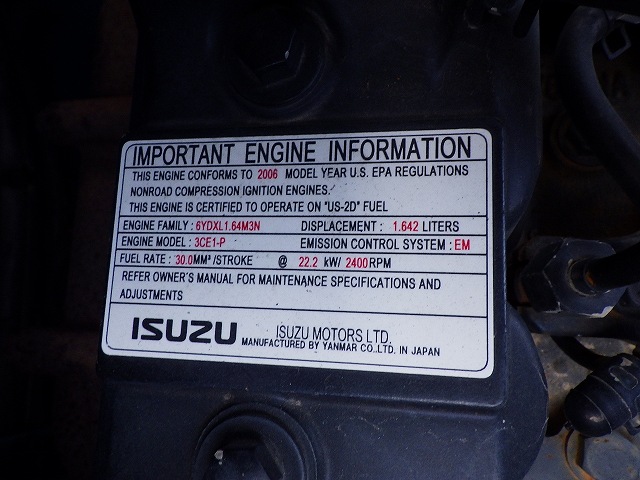 IMPORTANT ENGINE INFORMATION
THIS ENGINE CONFORMS TO 2006 MODEL YEAR U.S. EPA REGULATIONS
NONROAD COMPRESSION IGNITION ENGINES.
THIS ENGINE IS CERTIFIED TO OPERATE ON "US-2D" FUEL
ENGINE FAMILY : 6YDXL1.64M3N DISPLACEMENT : 1.642 LITERS
ENGINE MODEL : 3CE1-P EMISSION CONTROL SYSTEM : EM
FUEL RATE : 30.0MM³/STROKE @ 22.2 kW/ 2400RPM
REFER OWNER'S MANUAL FOR MAINTENANCE SPECIFICATIONS AND
ADJUSTMENTS
ISUZU ISUZU MOTORS LTD.
MANUFACTURED BY YANMAR CO.,LTD. IN JAPAN